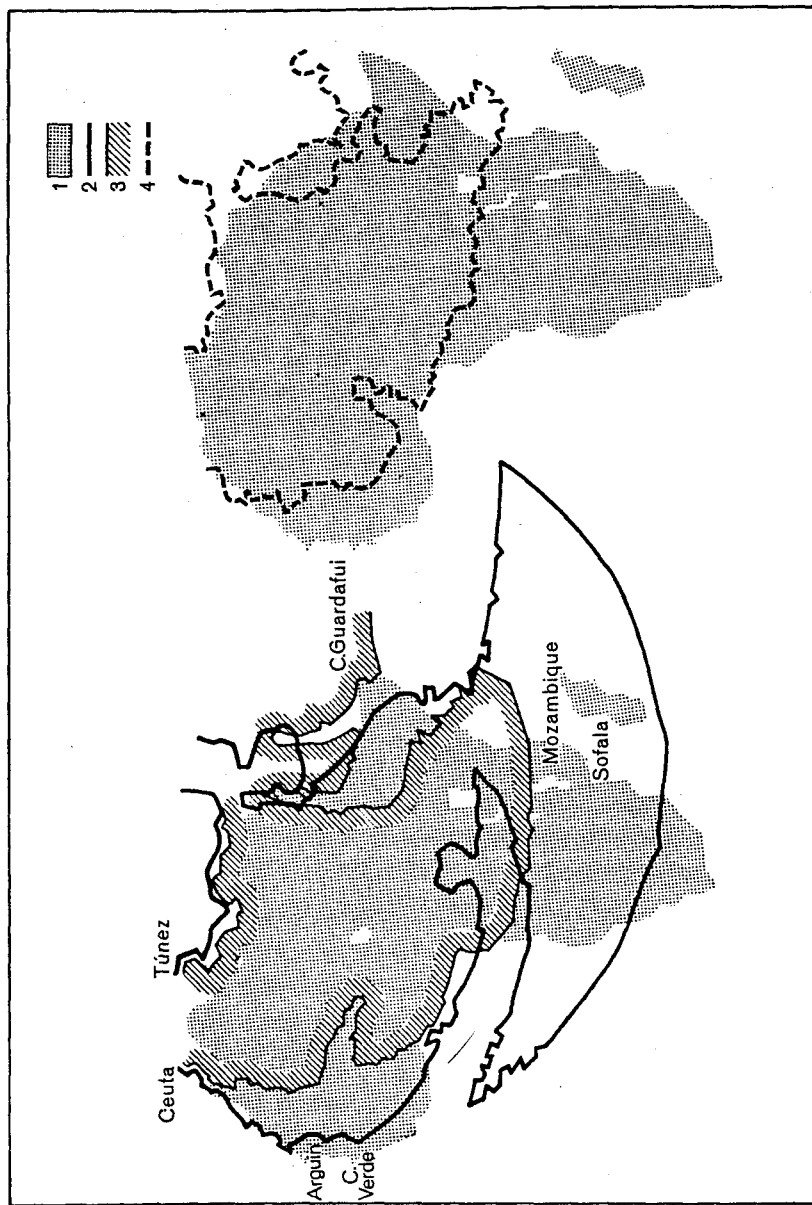 1
2
3
4
Túnez
Ceuta
C.Guardafui
Arguin
C.
Verde
Mozambique
Sofala